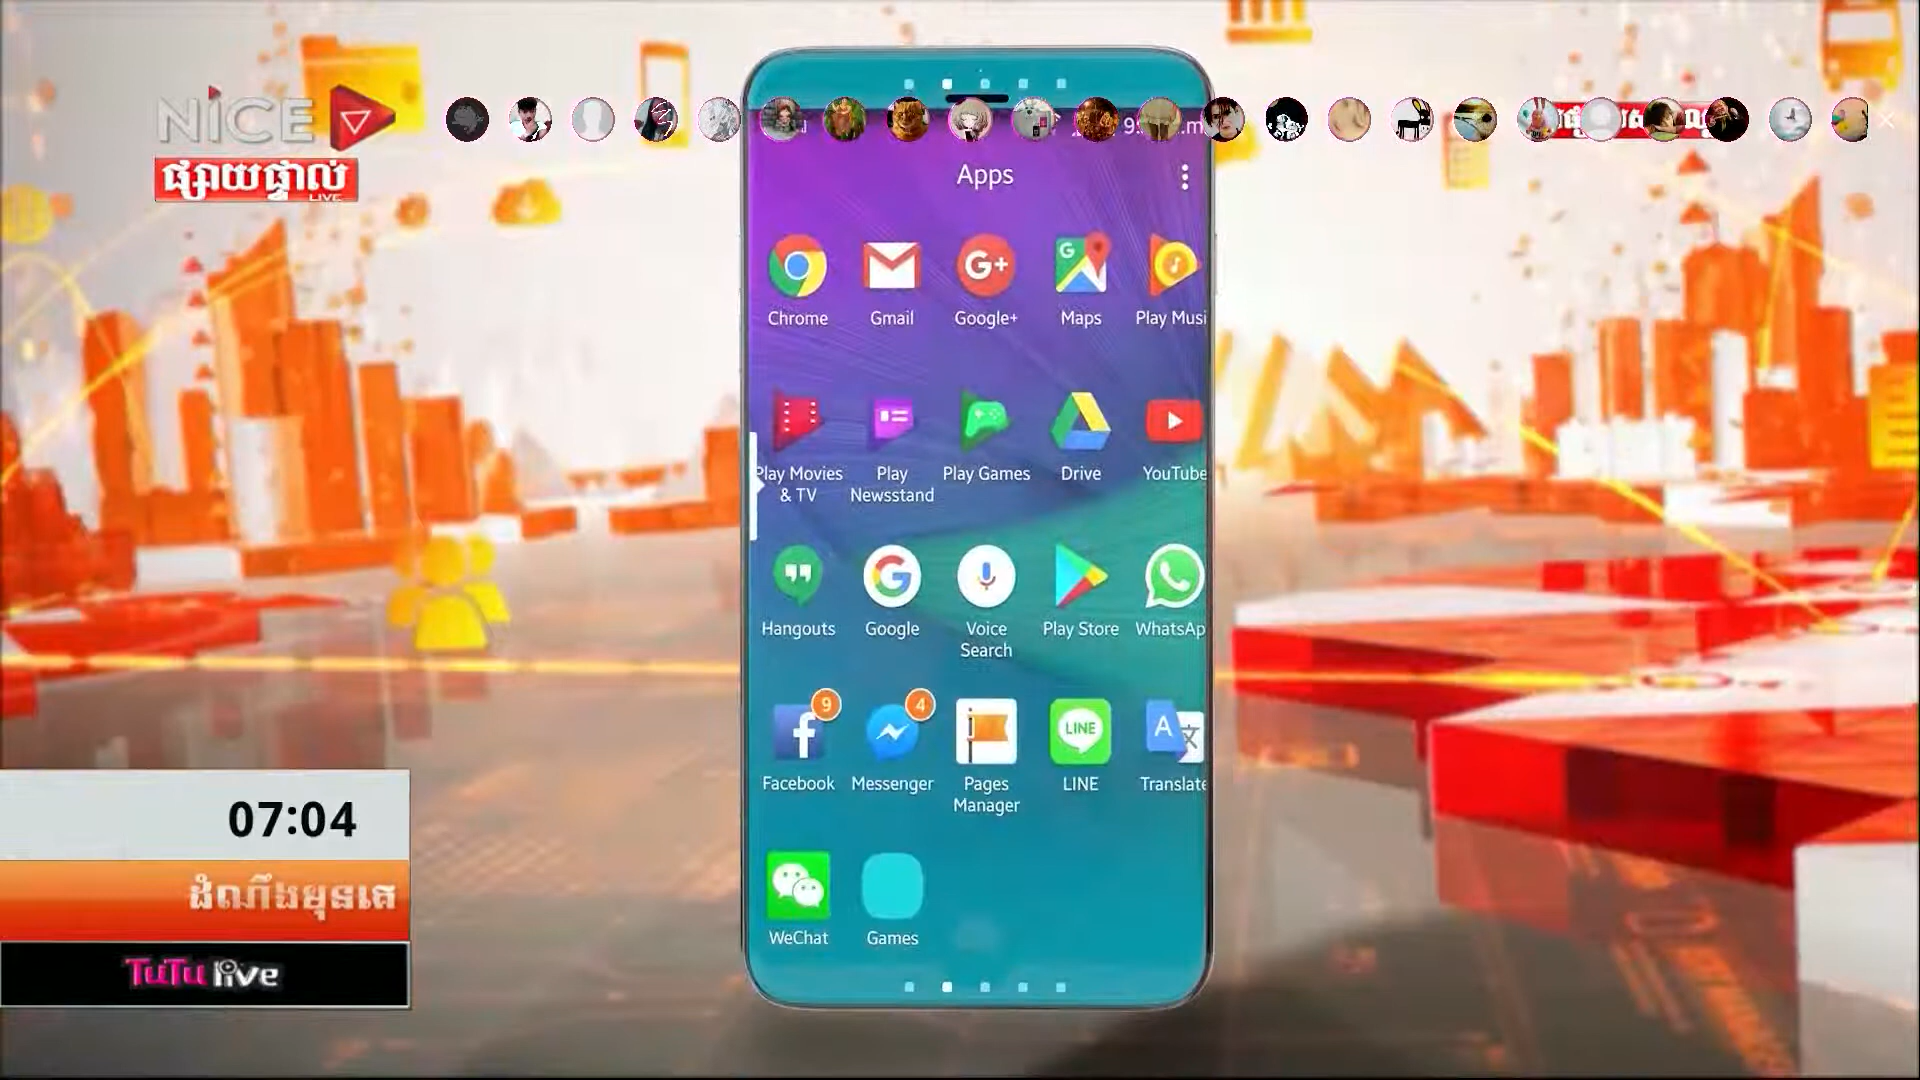 NICE
ផ្សាយផ្ទាល់
LIVE
Apps
Chrome
Gmail
Google+
Maps
Play Musi
Play Movies & TV
Play Newsstand
Play Games
Drive
YouTube
Hangouts
Google
Voice Search
Play Store
WhatsAp
9
4
Facebook
Messenger
Pages Manager
LINE
LINE
Translate
WeChat
Games
07:04
ដំណឹងមុនគេ
TuTu live